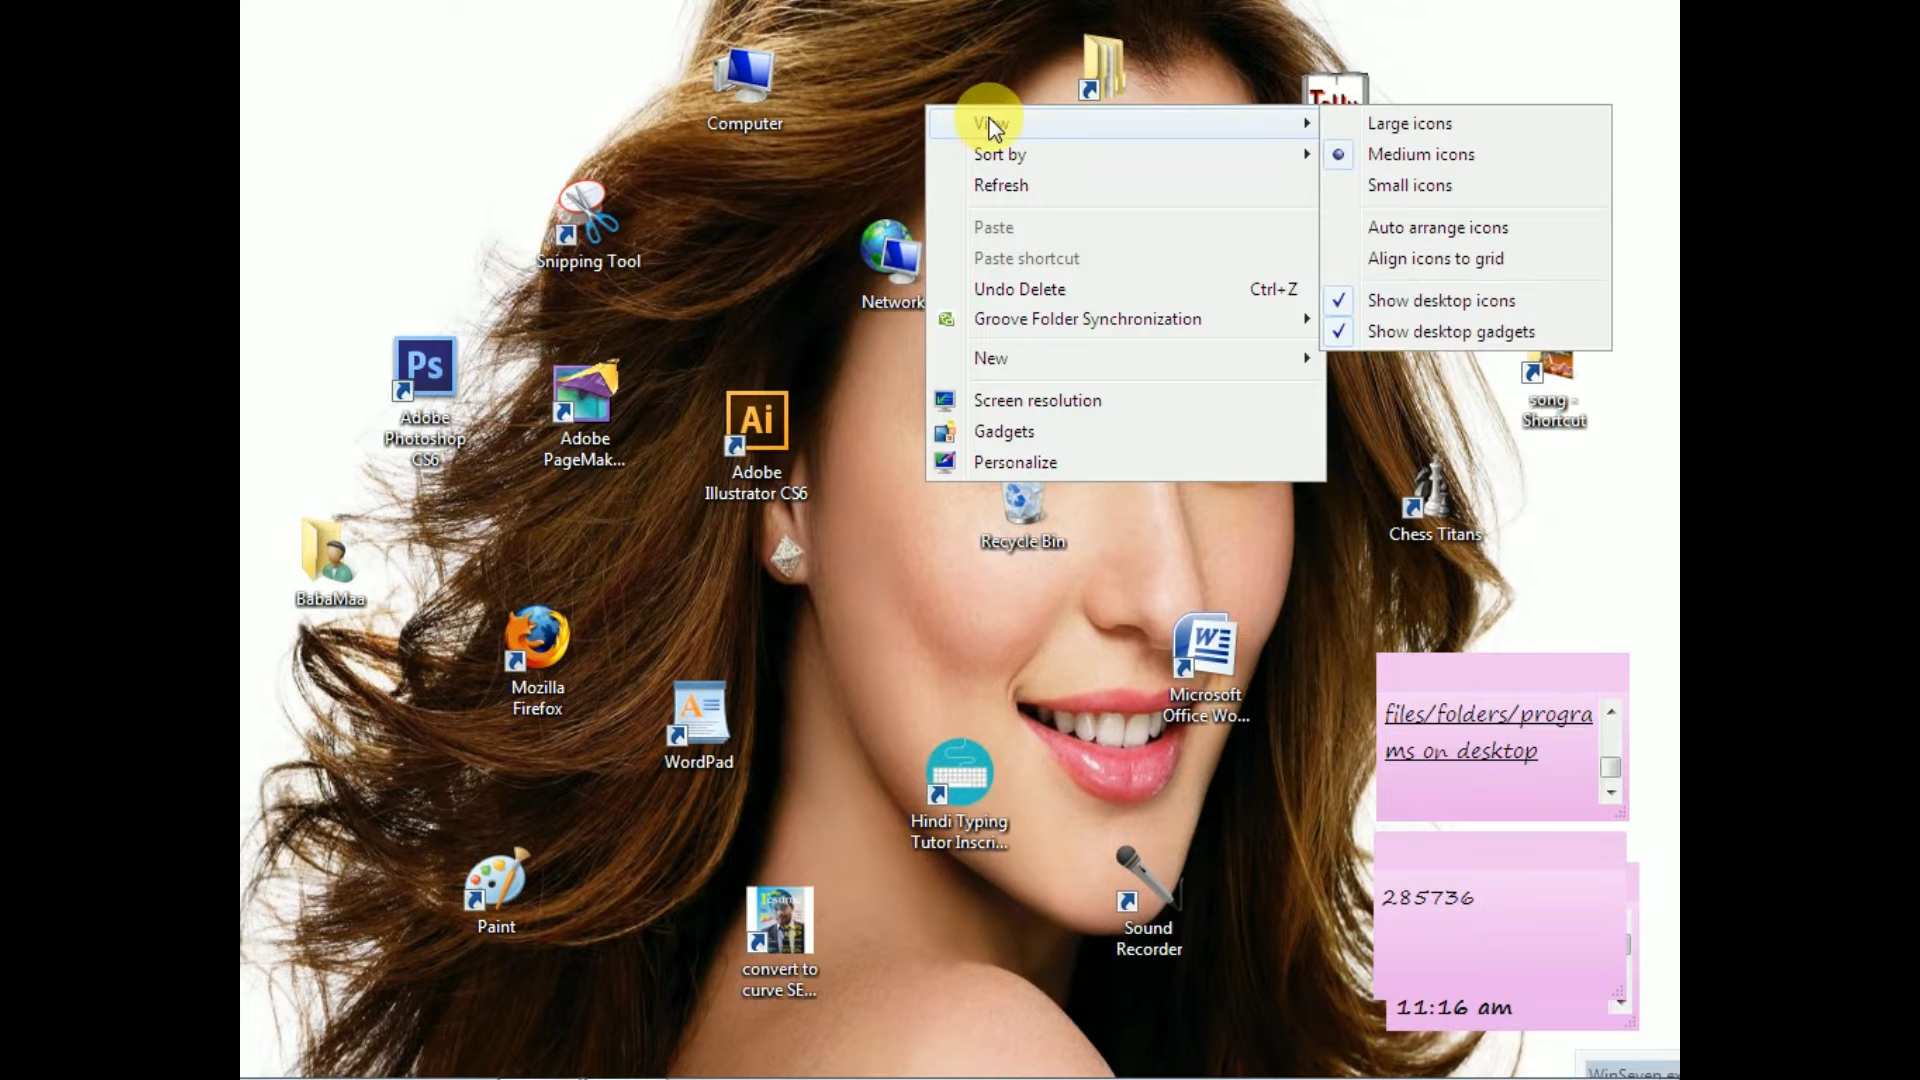 Computer
Snipping Tool
Network
Adobe
Photoshop
CS6
Adobe
PageMak...
Ai
Adobe
Illustrator CS6
Ps
BabaMaa
Mozilla
Firefox
WordPad
Paint
convert to
curve SE...
Hindi Typing
Tutor Inscri...
Sound
Recorder
Microsoft
Office Wo...
Recycle Bin
Chess Titans
song -
Shortcut
View
Sort by
Refresh
Paste
Paste shortcut
Undo Delete Ctrl+Z
Groove Folder Synchronization
New
Screen resolution
Gadgets
Personalize
Large icons
Medium icons
Small icons
Auto arrange icons
Align icons to grid
Show desktop icons
Show desktop gadgets
files/folders/progra
ms on desktop
285736
11:16 am